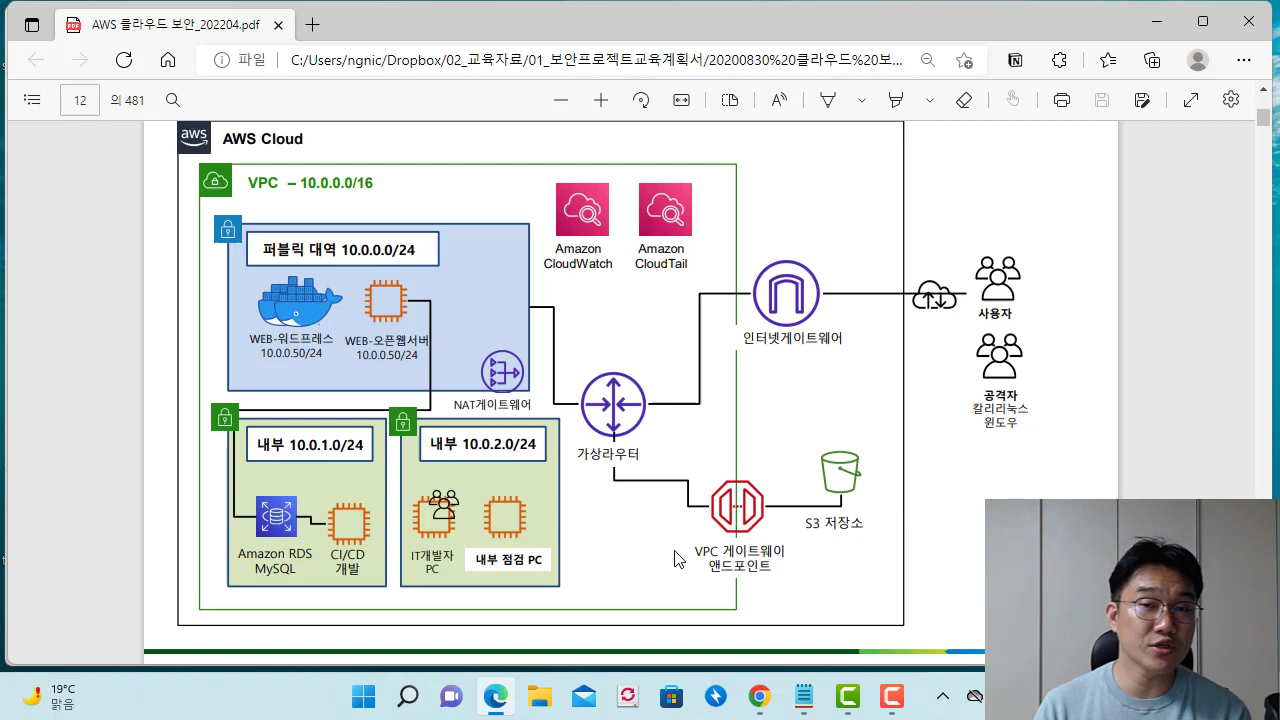 AWS 클라우드 보안_202204.pdf
파일
C:/Users/ngnic/Dropbox/02_교육자료/01_보안프로젝트교육계획서/20200830%20클라우드%20보...
12
의 481
aws
AWS Cloud
VPC – 10.0.0.0/16
퍼블릭 대역 10.0.0.0/24
WEB-워드프레스
10.0.0.50/24
WEB-오픈웹서버
10.0.0.50/24
NAT게이트웨어
Amazon
CloudWatch
Amazon
CloudTail
인터넷게이트웨어
사용자
공격자
칼리리눅스
윈도우
가상라우터
내부 10.0.1.0/24
Amazon RDS
MySQL
CI/CD
개발
내부 10.0.2.0/24
IT개발자
PC
내부 점검 PC
VPC 게이트웨이
앤드포인트
S3 저장소
19°C
맑음